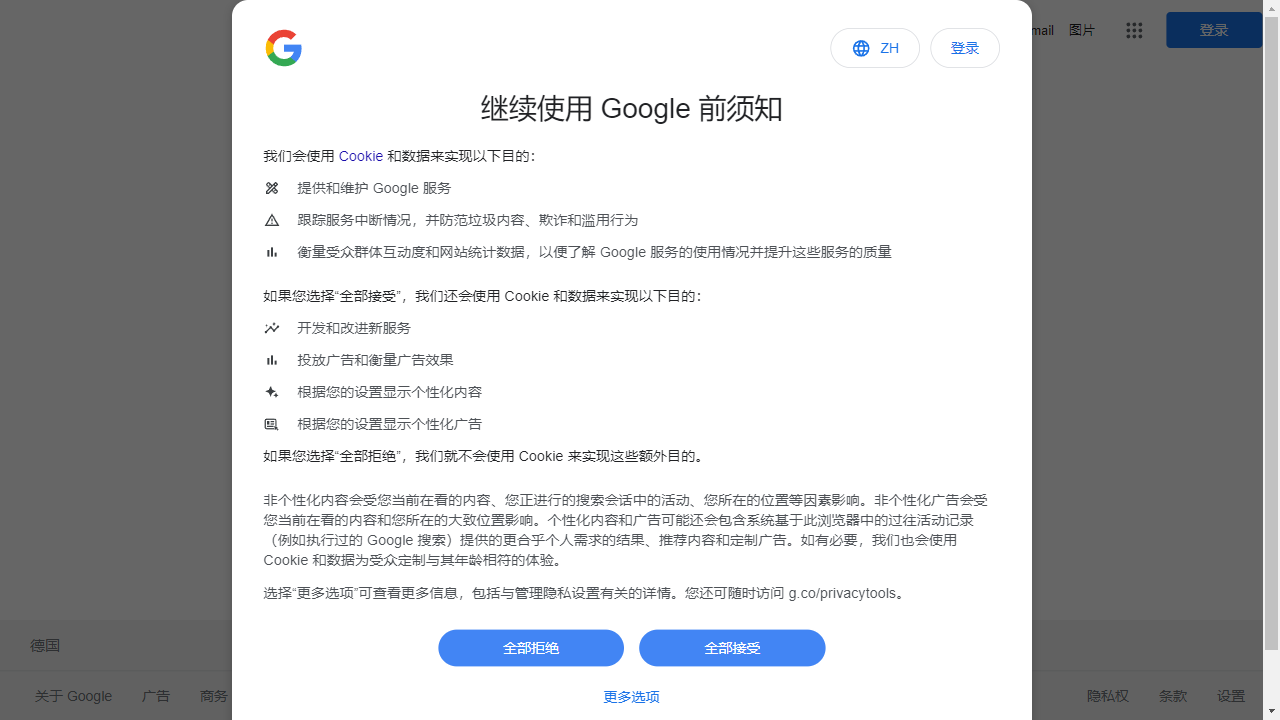 mail 图片 登录
ZH 登录
继续使用 Google 前须知
我们会使用 Cookie 和数据来实现以下目的：
提供和维护 Google 服务
跟踪服务中断情况，并防范垃圾内容、欺诈和滥用行为
衡量受众群体互动度和网站统计数据，以便了解 Google 服务的使用情况并提升这些服务的质量
如果您选择“全部接受”，我们还会使用 Cookie 和数据来实现以下目的：
开发和改进新服务
投放广告和衡量广告效果
根据您的设置显示个性化内容
根据您的设置显示个性化广告
如果您选择“全部拒绝”，我们就不会使用 Cookie 来实现这些额外目的。
非个性化内容会受您当前在看的内容、您正进行的搜索会话中的活动、您所在的位置等因素影响。非个性化广告会受
您当前在看的内容和您所在的大致位置影响。个性化内容和广告可能还会包含系统基于此浏览器中的过往活动记录
（例如执行过的 Google 搜索）提供的更合乎个人需求的结果、推荐内容和定制广告。如有必要，我们也会使用
Cookie 和数据为受众定制与其年龄相符的体验。
选择“更多选项”可查看更多信息，包括与管理隐私设置有关的详情。您还可随时访问 g.co/privacytools。
全部拒绝 全部接受
更多选项
德国
关于 Google 广告 商务 隐私权 条款 设置